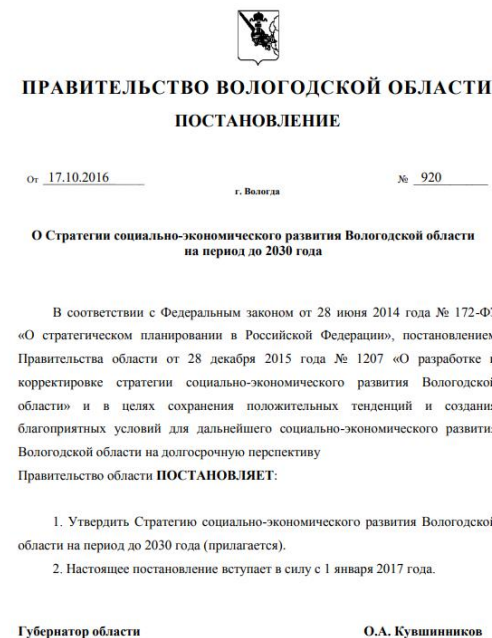 ПРАВИТЕЛЬСТВО ВОЛОГОДСКОЙ ОБЛАСТИ
ПОСТАНОВЛЕНИЕ
От 17.10.2016 № 920
г. Вологда
О Стратегии социально-экономического развития Вологодской области
на период до 2030 года
В соответствии с Федеральным законом от 28 июня 2014 года № 172-ФЗ
«О стратегическом планировании в Российской Федерации», постановлением
Правительства области от 28 декабря 2015 года № 1207 «О разработке и
корректировке стратегии социально-экономического развития Вологодской
области» и в целях сохранения положительных тенденций и создания
благоприятных условий для дальнейшего социально-экономического развития
Вологодской области на долгосрочную перспективу
Правительство области ПОСТАНОВЛЯЕТ:
1. Утвердить Стратегию социально-экономического развития Вологодской
области на период до 2030 года (прилагается).
2. Настоящее постановление вступает в силу с 1 января 2017 года.
Губернатор области О.А. Кувшинников